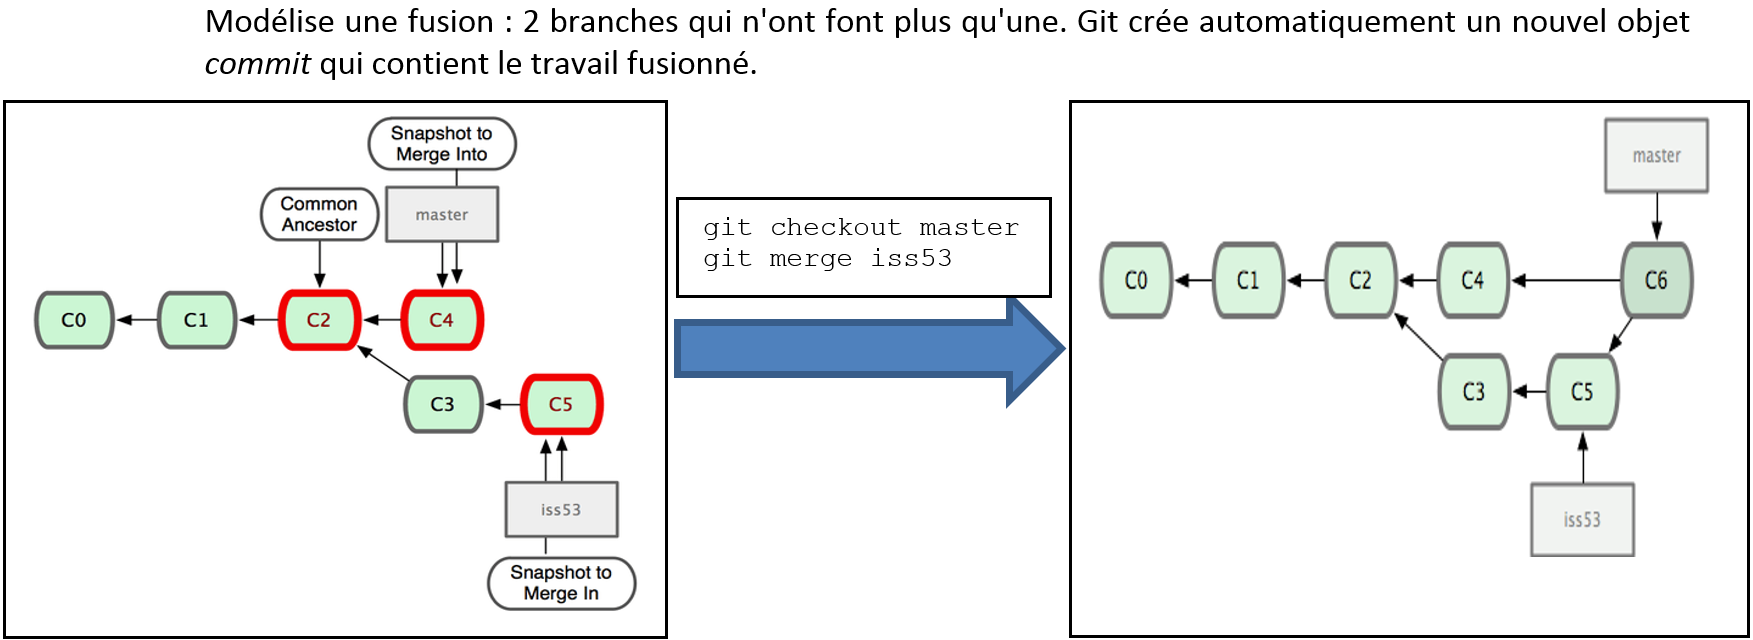 Modélise une fusion : 2 branches qui n'ont font plus qu'une. Git crée automatiquement un nouvel objet
commit qui contient le travail fusionné.
Snapshot to
Merge Into
Common
Ancestor
master
C0
C1
C2
C4
C3
C5
iss53
Snapshot to
Merge In
git checkout master
git merge iss53
master
C0
C1
C2
C4
C6
C3
C5
iss53